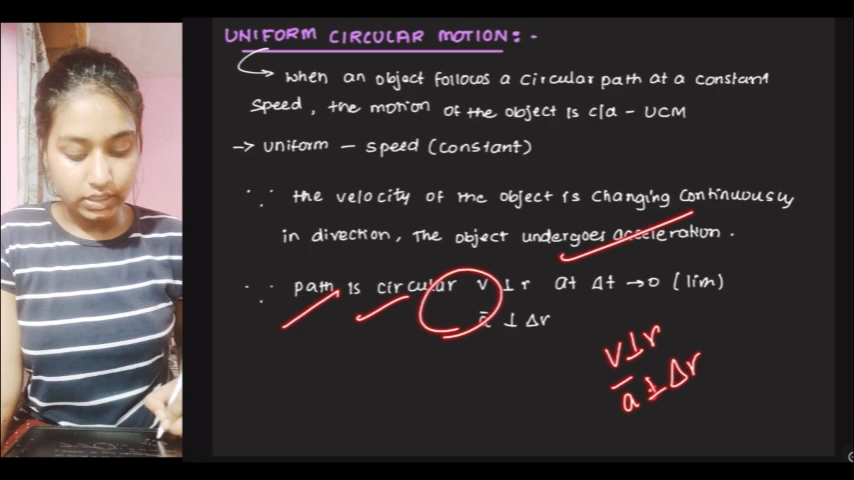 UNIFORM CIRCULAR MOTION: -
when an object follows a circular path at a constant
speed, the motion of the object is c/a - UCM
→ uniform - speed (constant)
∵ the velocity of the object is changing continuously
in direction, the object undergoes acceleration.
∵ path is circular v ⊥ r at Δt → 0 (lim)
ā ⊥ Δr
v⊥r
ā ⊥ Δr